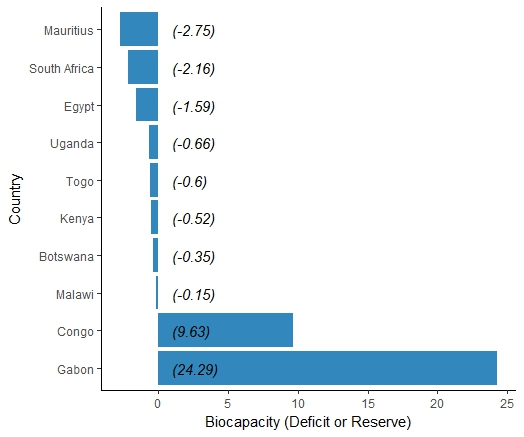 Country
Mauritius (-2.75)
South Africa (-2.16)
Egypt (-1.59)
Uganda (-0.66)
Togo (-0.6)
Kenya (-0.52)
Botswana (-0.35)
Malawi (-0.15)
Congo (9.63)
Gabon (24.29)
0 5 10 15 20 25
Biocapacity (Deficit or Reserve)